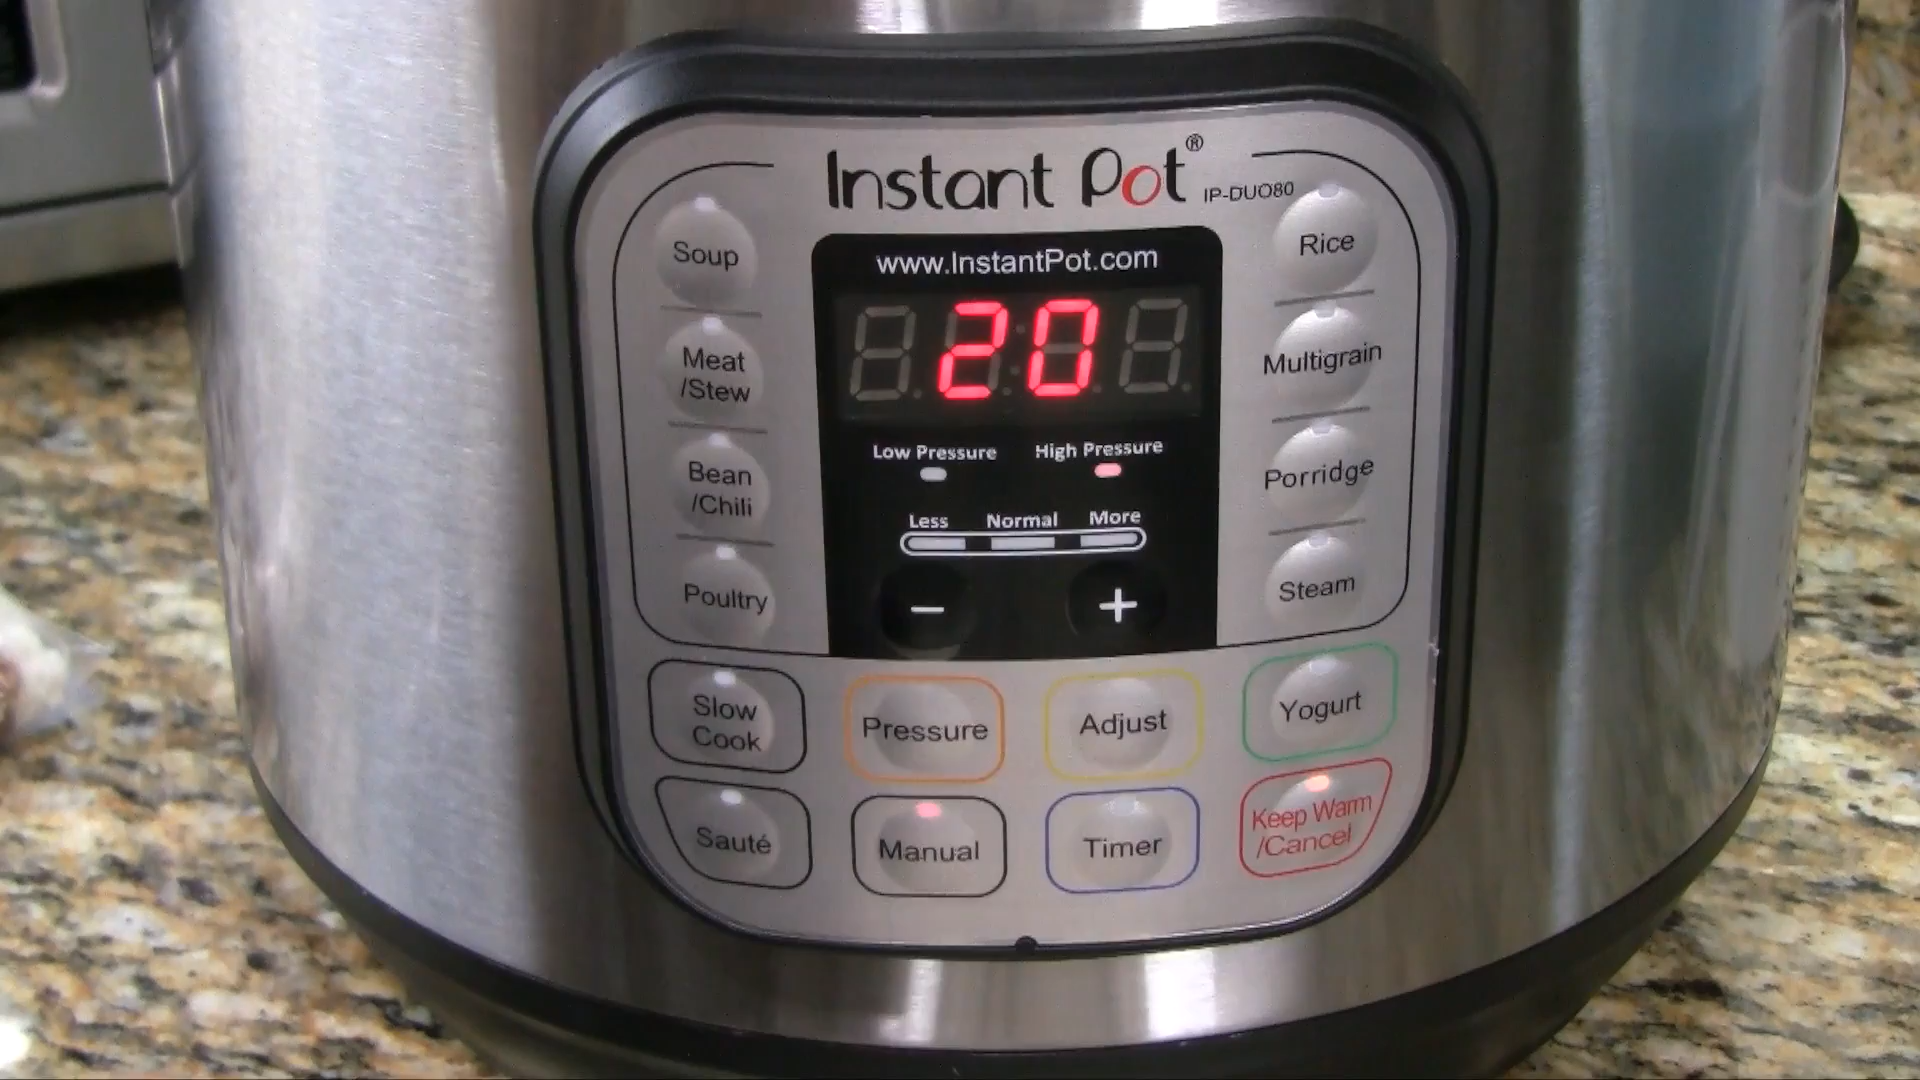 Instant Pot® IP-DUO80
www.InstantPot.com
20
Low Pressure High Pressure
Less Normal More
− +
Soup
Meat
/Stew
Bean
/Chili
Poultry
Rice
Multigrain
Porridge
Steam
Slow
Cook
Pressure
Adjust
Yogurt
Sauté
Manual
Timer
Keep Warm
/Cancel